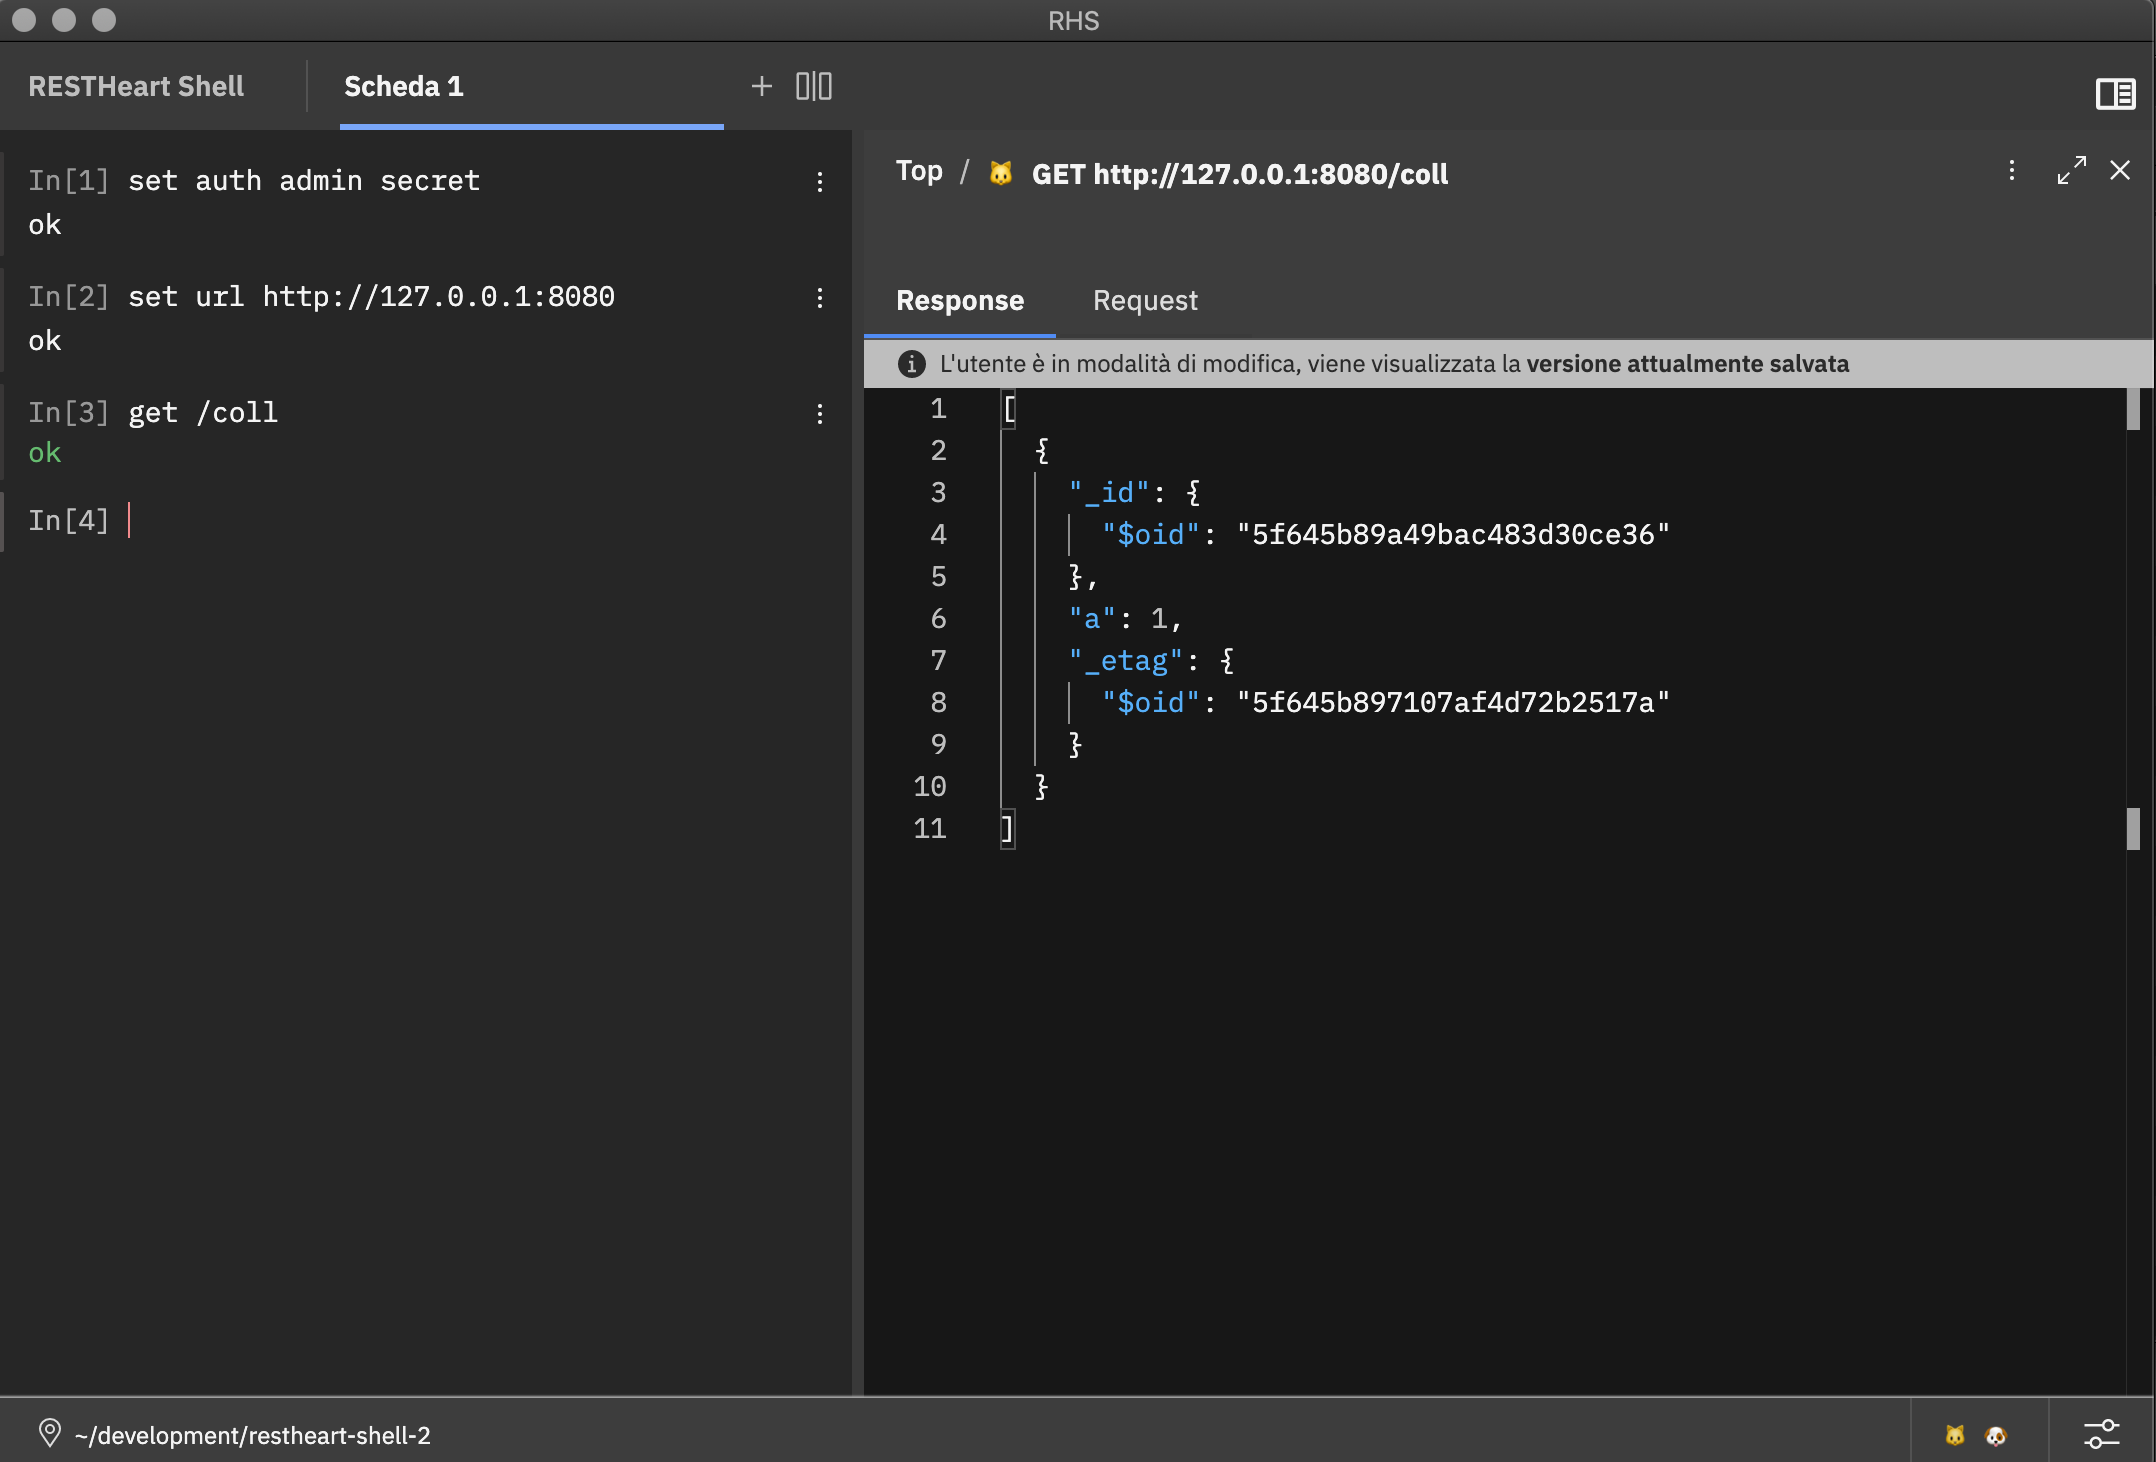 RHS
RESTHeart Shell
Scheda 1
In[1] set auth admin secret
ok
In[2] set url http://127.0.0.1:8080
ok
In[3] get /coll
ok
In[4]
Top / GET http://127.0.0.1:8080/coll
Response Request
L'utente è in modalità di modifica, viene visualizzata la versione attualmente salvata
1 [
2 {
3 "_id": {
4 "$oid": "5f645b89a49bac483d30ce36"
5 },
6 "a": 1,
7 "_etag": {
8 "$oid": "5f645b897107af4d72b2517a"
9 }
10 }
11 ]
~/development/restheart-shell-2